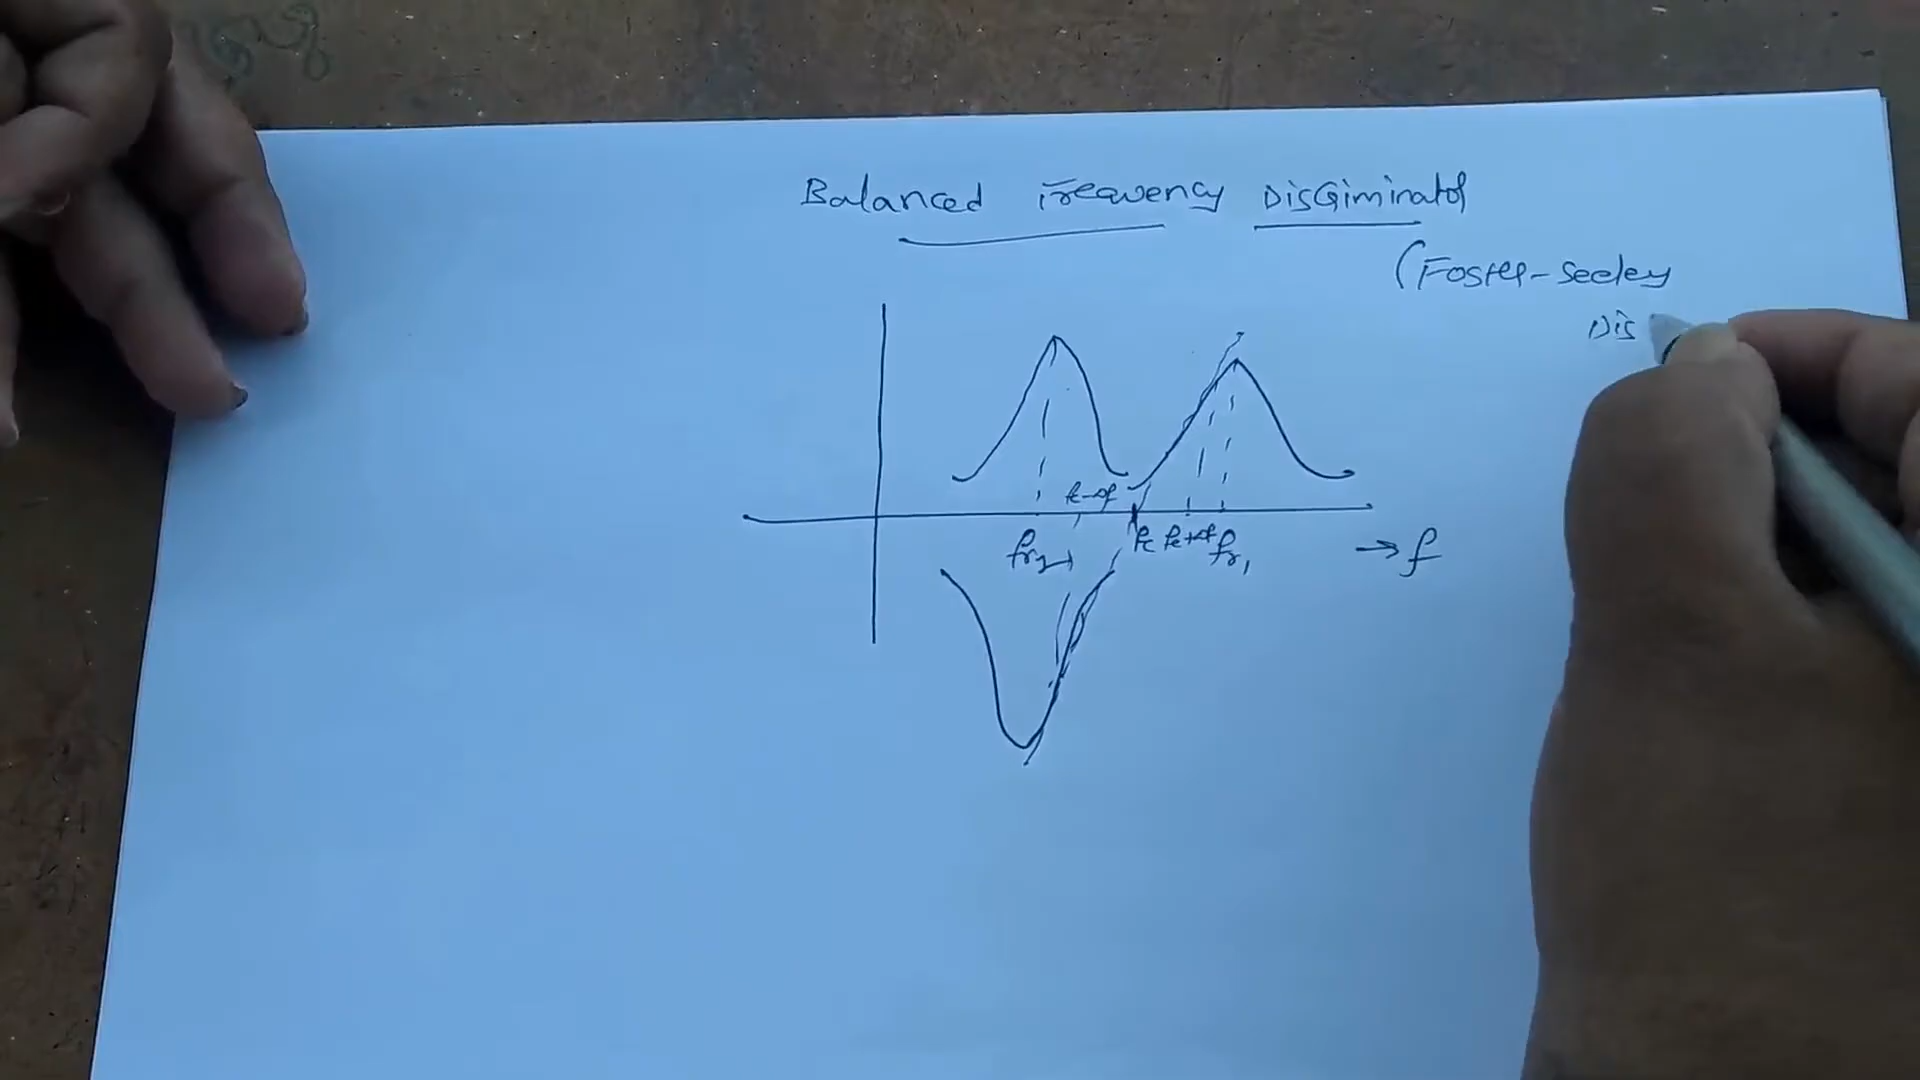 Balanced Frequency Discriminator
(Foster-Seeley
Dis
fc-Δf
fr2 fc fc+Δf fr1 → f